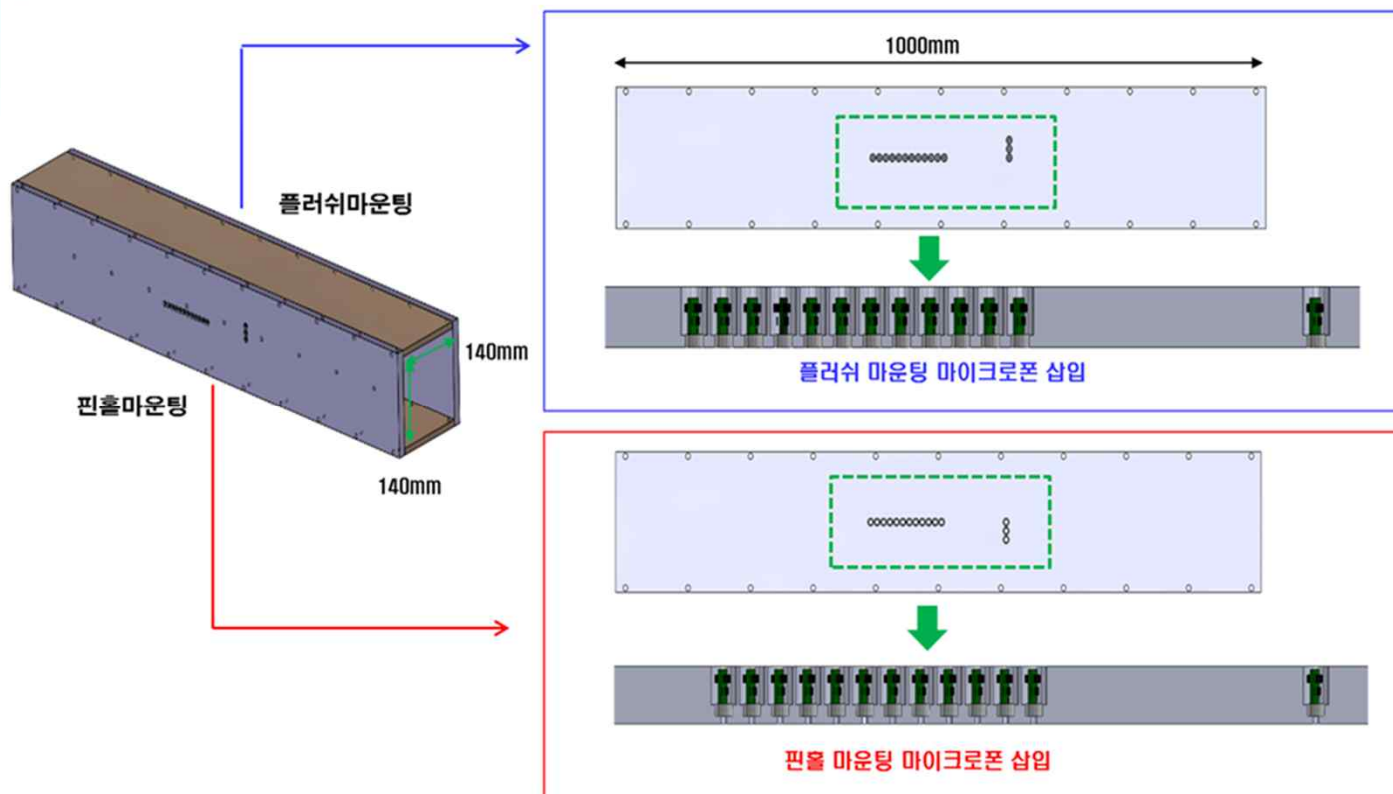 1000mm
플러쉬마운팅
140mm
핀홀마운팅
140mm
플러쉬 마운팅 마이크로폰 삽입
핀홀 마운팅 마이크로폰 삽입